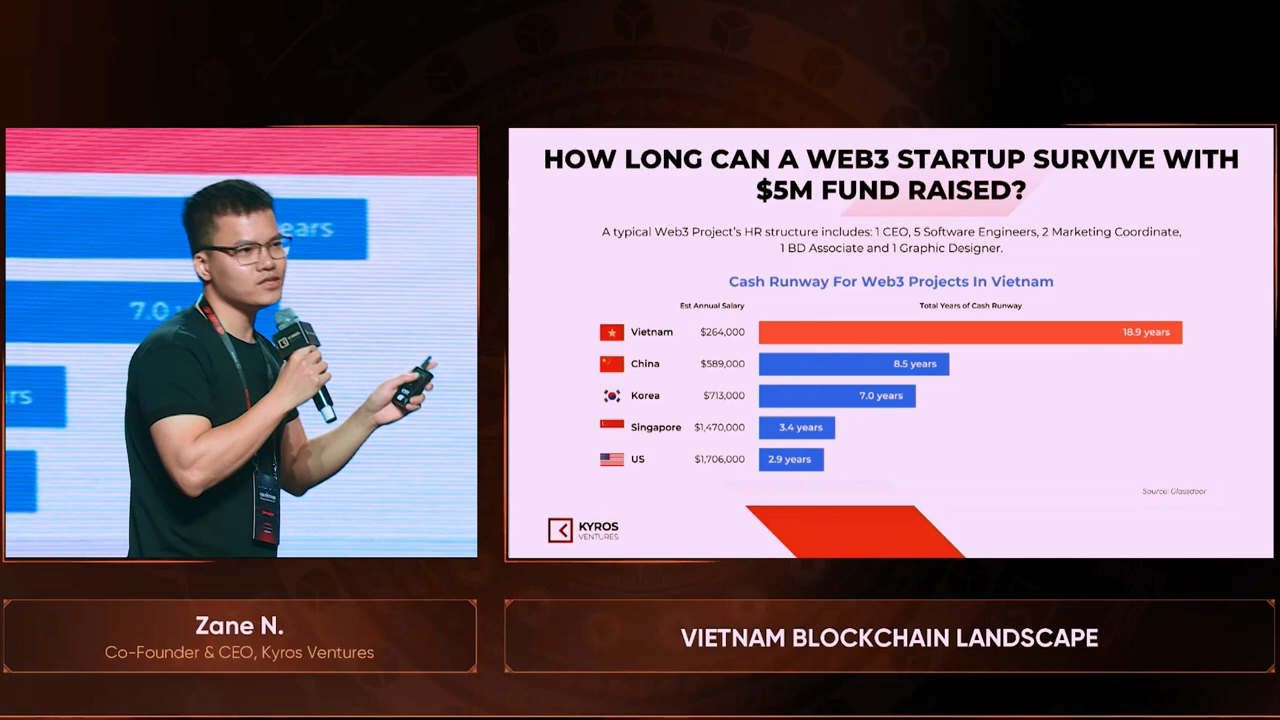 ears
7.0
rs
HOW LONG CAN A WEB3 STARTUP SURVIVE WITH
$5M FUND RAISED?
A typical Web3 Project's HR structure includes: 1 CEO, 5 Software Engineers, 2 Marketing Coordinate,
1 BD Associate and 1 Graphic Designer.
Cash Runway For Web3 Projects In Vietnam
Est Annual Salary Total Years of Cash Runway
Vietnam $264,000 18.9 years
China $589,000 8.5 years
Korea $713,000 7.0 years
Singapore $1,470,000 3.4 years
US $1,706,000 2.9 years
Source: Glassdoor
KYROS
VENTURES
Zane N.
Co-Founder & CEO, Kyros Ventures
VIETNAM BLOCKCHAIN LANDSCAPE